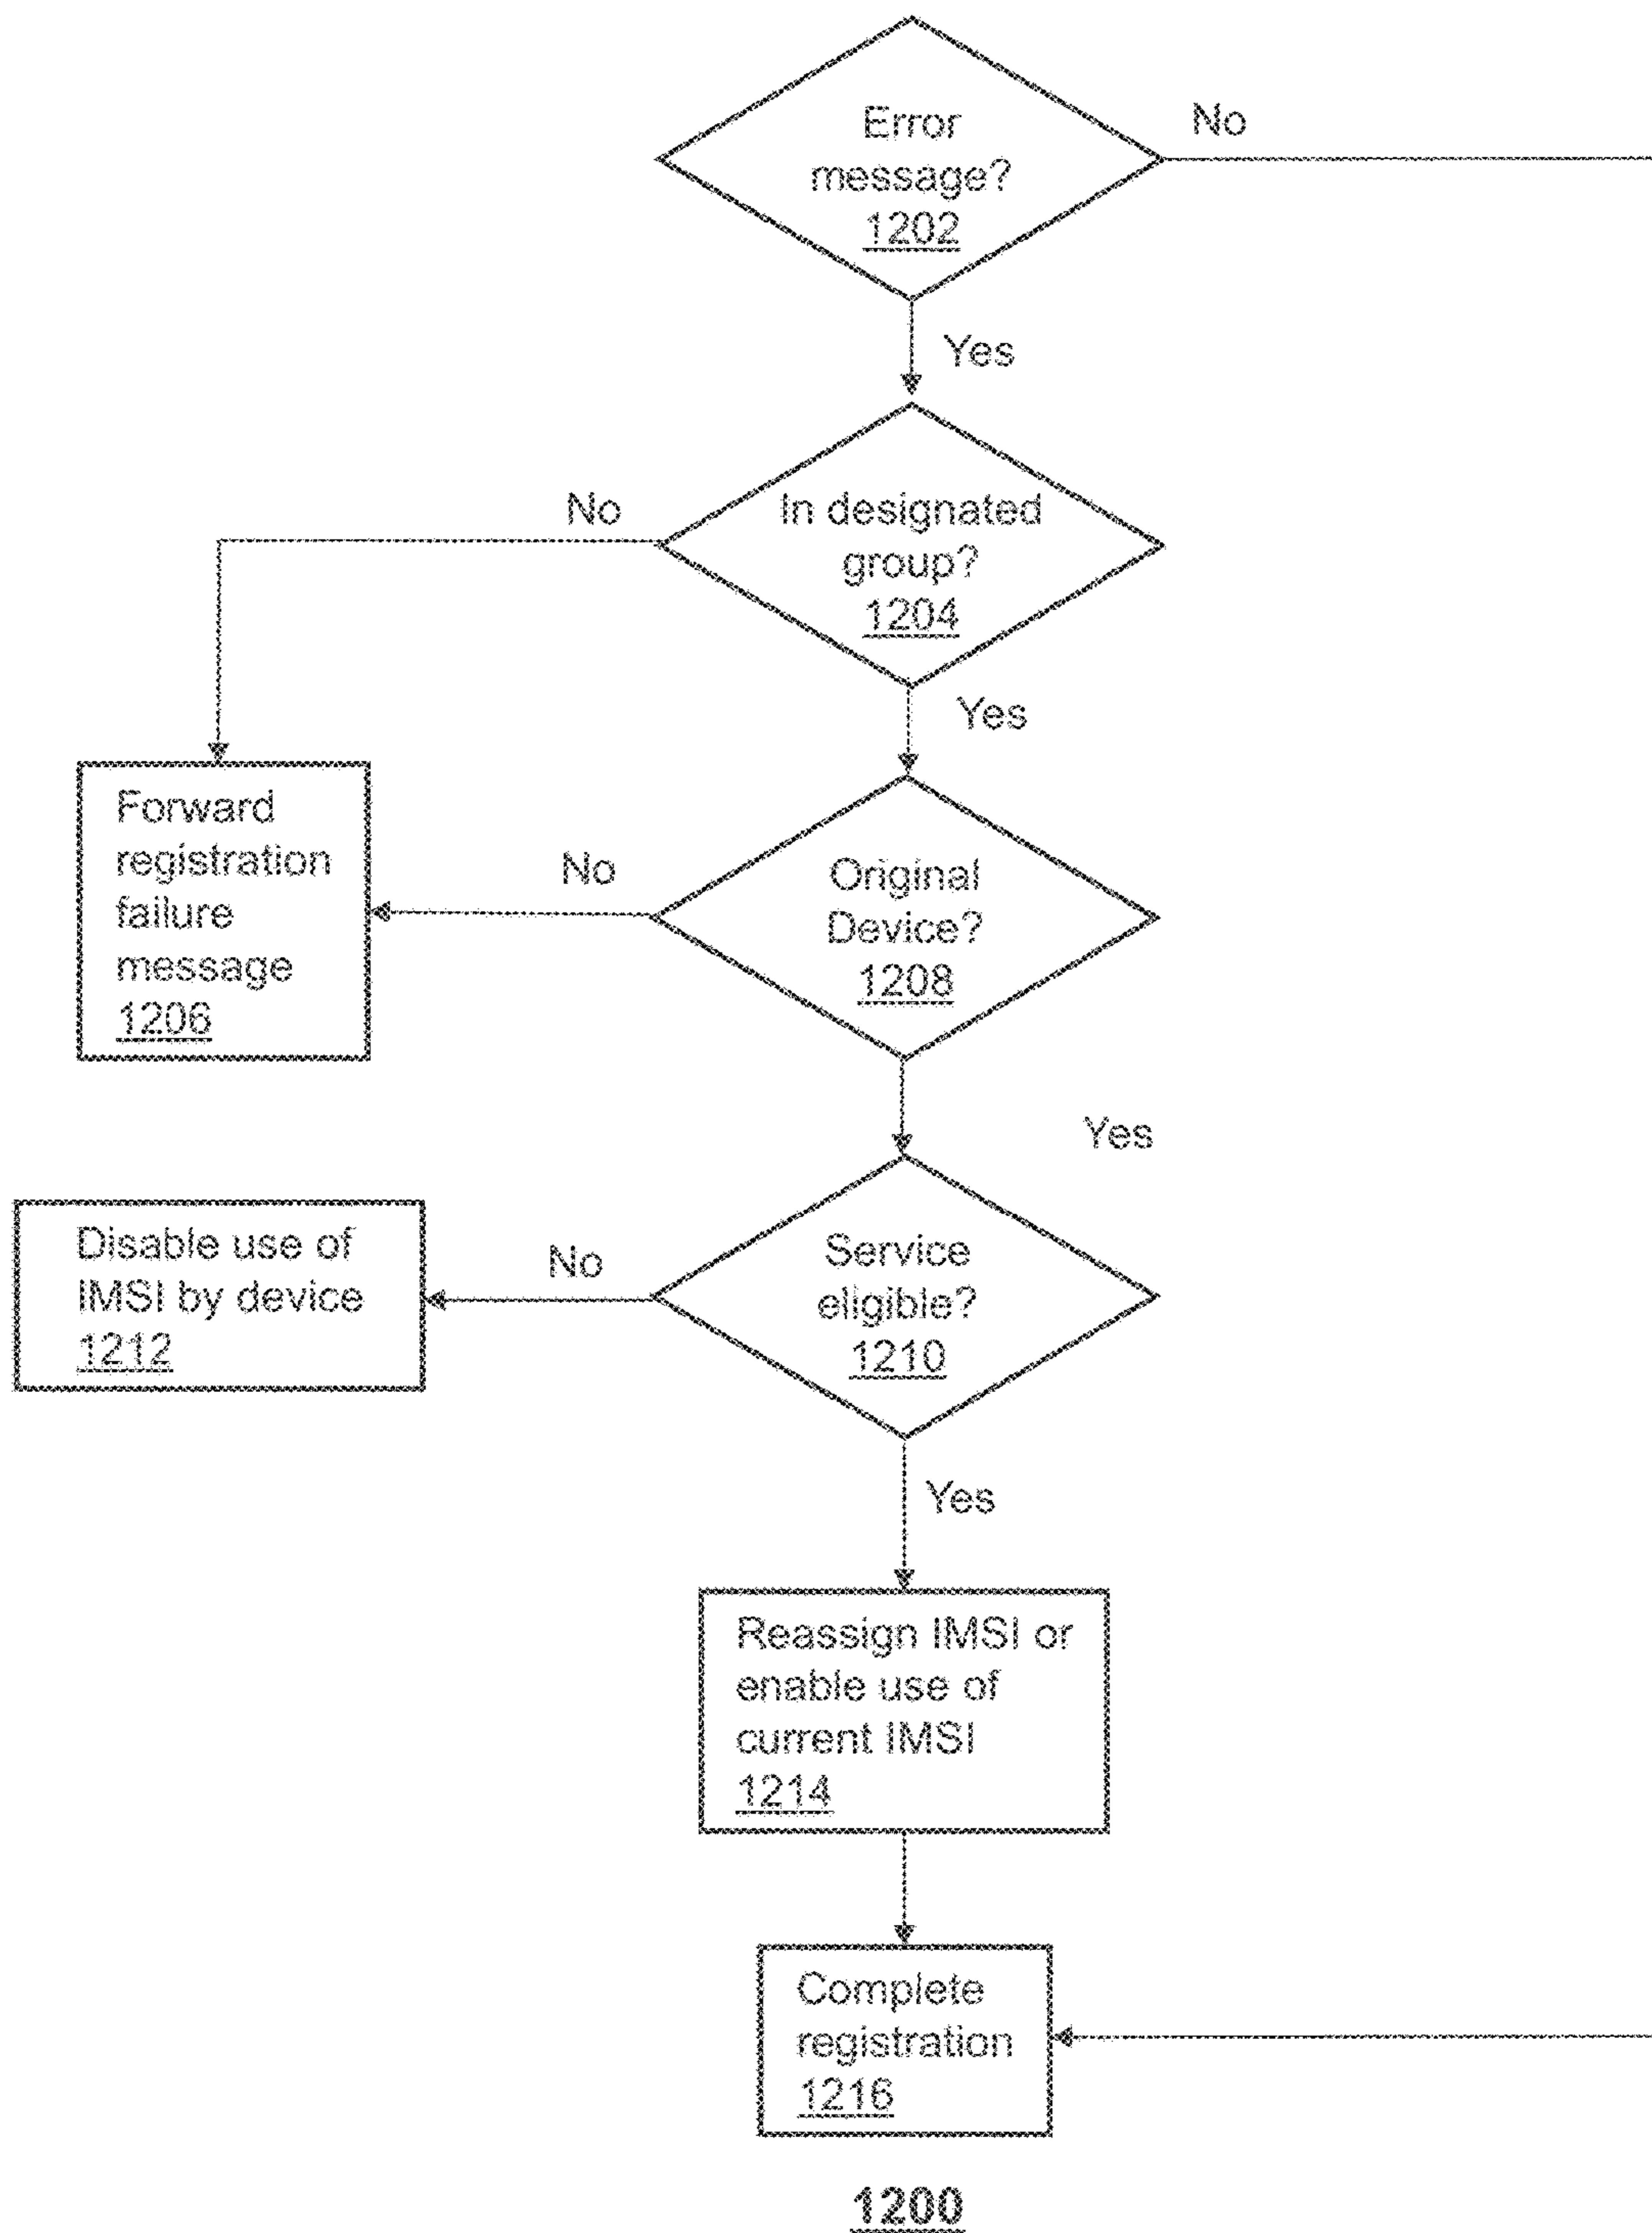 Error
message?
1202
No
Yes
In designated
group?
1204
No
Yes
Forward
registration
failure
message
1206
No
Original
Device?
1208
Yes
Disable use of
IMSI by device
1212
No
Service
eligible?
1210
Yes
Reassign IMSI or
enable use of
current IMSI
1214
Complete
registration
1216
1200